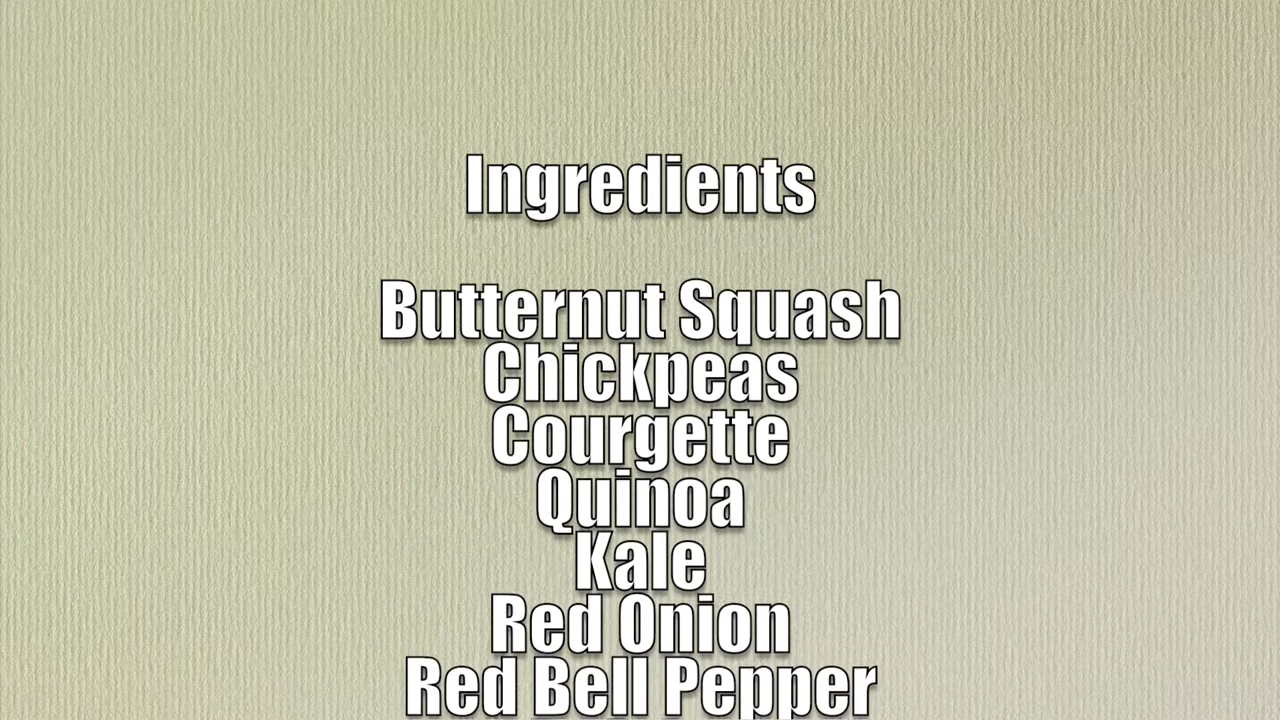 Ingredients
Butternut Squash
Chickpeas
Courgette
Quinoa
Kale
Red Onion
Red Bell Pepper